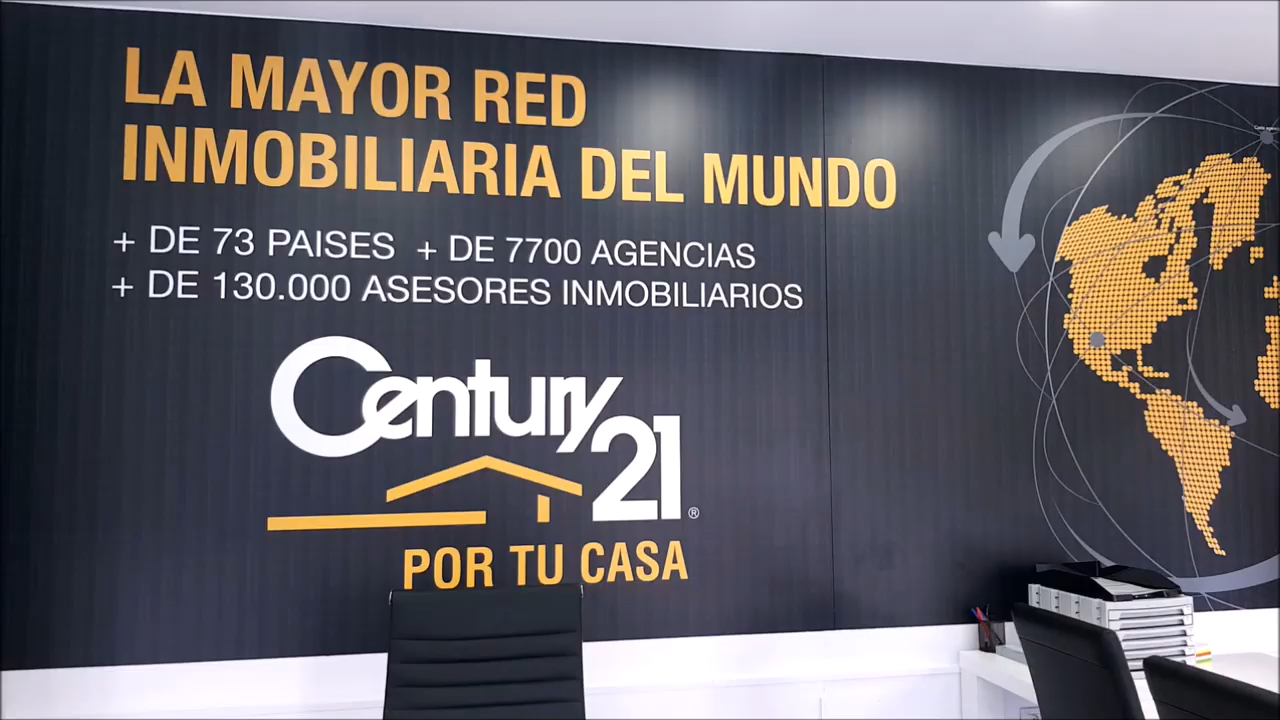 LA MAYOR RED
INMOBILIARIA DEL MUNDO
+ DE 73 PAISES + DE 7700 AGENCIAS
+ DE 130.000 ASESORES INMOBILIARIOS
Century
21®
POR TU CASA